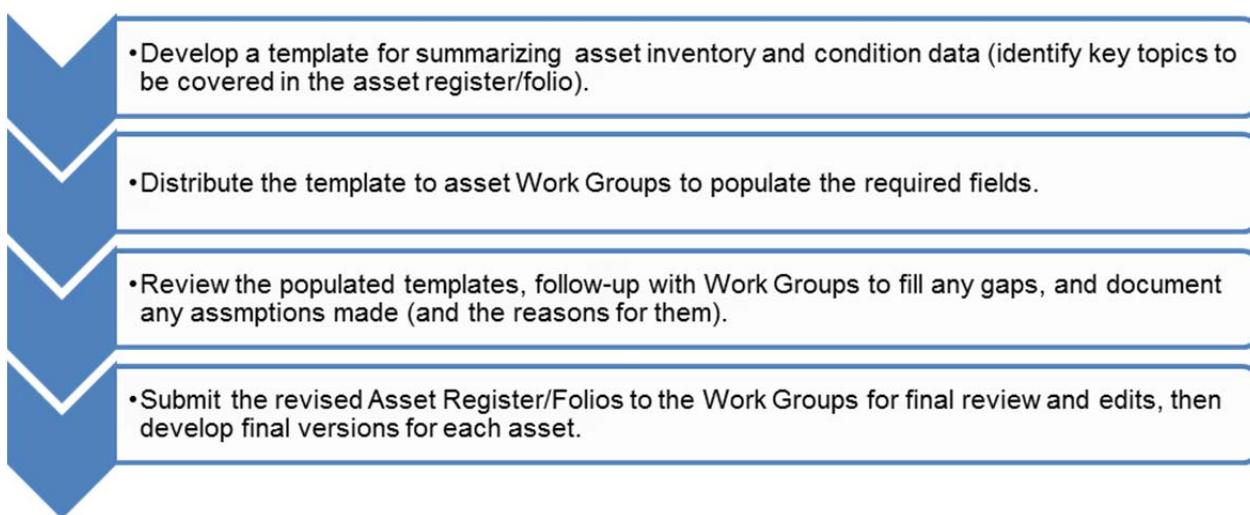 •Develop a template for summarizing asset inventory and condition data (identify key topics to
be covered in the asset register/folio).
•Distribute the template to asset Work Groups to populate the required fields.
•Review the populated templates, follow-up with Work Groups to fill any gaps, and document
any assmptions made (and the reasons for them).
•Submit the revised Asset Register/Folios to the Work Groups for final review and edits, then
develop final versions for each asset.